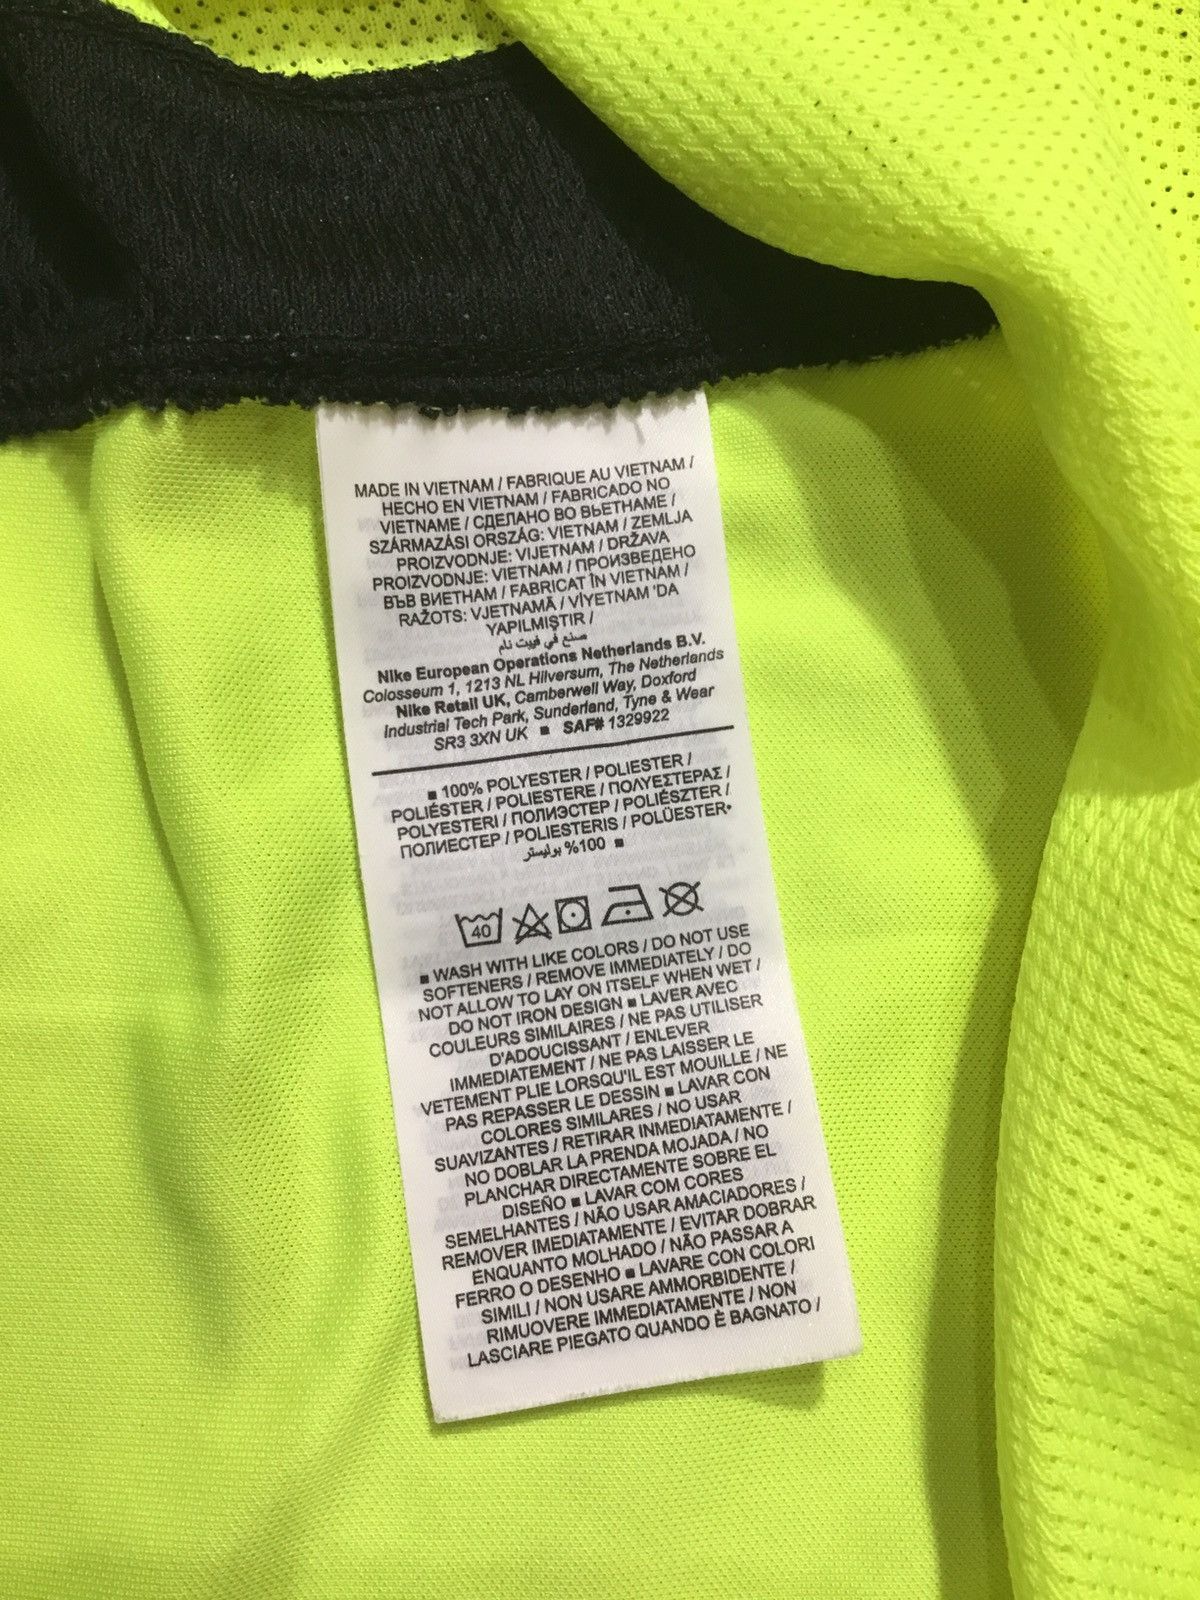 MADE IN VIETNAM / FABRIQUE AU VIETNAM /
HECHO EN VIETNAM / FABRICADO NO
VIETNAME / СДЕЛАНО ВО ВЬЕТНАМЕ /
SZÁRMAZÁSI ORSZÁG: VIETNAM / ZEMLJA
PROIZVODNJE: VIJETNAM / DRŽAVA
PROIZVODNJE: VIETNAM / ПРОИЗВЕДЕНО
ВЪВ ВИЕТНАМ / FABRICAT ÎN VIETNAM /
RAŽOTS: VJETNAMĀ / VİYETNAM 'DA
YAPILMIŞTIR /
صنع في فييت نام
Nike European Operations Netherlands B.V.
Colosseum 1, 1213 NL Hilversum, The Netherlands
Nike Retail UK, Camberwell Way, Doxford
Industrial Tech Park, Sunderland, Tyne & Wear
SR3 3XN UK ■ SAF# 1329922
■ 100% POLYESTER / POLIESTER /
POLIÉSTER / POLIESTERE / ΠΟΛΥΕΣΤΕΡΑΣ /
POLYESTERI / ПОЛИЭСТЕР / POLIÉSZTER /
ПОЛИЕСТЕР / POLIESTERIS / POLÜESTER•
100% بوليستر ■
40
■ WASH WITH LIKE COLORS / DO NOT USE
SOFTENERS / REMOVE IMMEDIATELY / DO
NOT ALLOW TO LAY ON ITSELF WHEN WET /
DO NOT IRON DESIGN ■ LAVER AVEC
COULEURS SIMILAIRES / NE PAS UTILISER
D'ADOUCISSANT / ENLEVER
IMMEDIATEMENT / NE PAS LAISSER LE
VETEMENT PLIE LORSQU'IL EST MOUILLE / NE
PAS REPASSER LE DESSIN ■ LAVAR CON
COLORES SIMILARES / NO USAR
SUAVIZANTES / RETIRAR INMEDIATAMENTE /
NO DOBLAR LA PRENDA MOJADA / NO
PLANCHAR DIRECTAMENTE SOBRE EL
DISEÑO ■ LAVAR COM CORES
SEMELHANTES / NÃO USAR AMACIADORES /
REMOVER IMEDIATAMENTE / EVITAR DOBRAR
ENQUANTO MOLHADO / NÃO PASSAR A
FERRO O DESENHO ■ LAVARE CON COLORI
SIMILI / NON USARE AMMORBIDENTE /
RIMUOVERE IMMEDIATAMENTE / NON
LASCIARE PIEGATO QUANDO È BAGNATO /